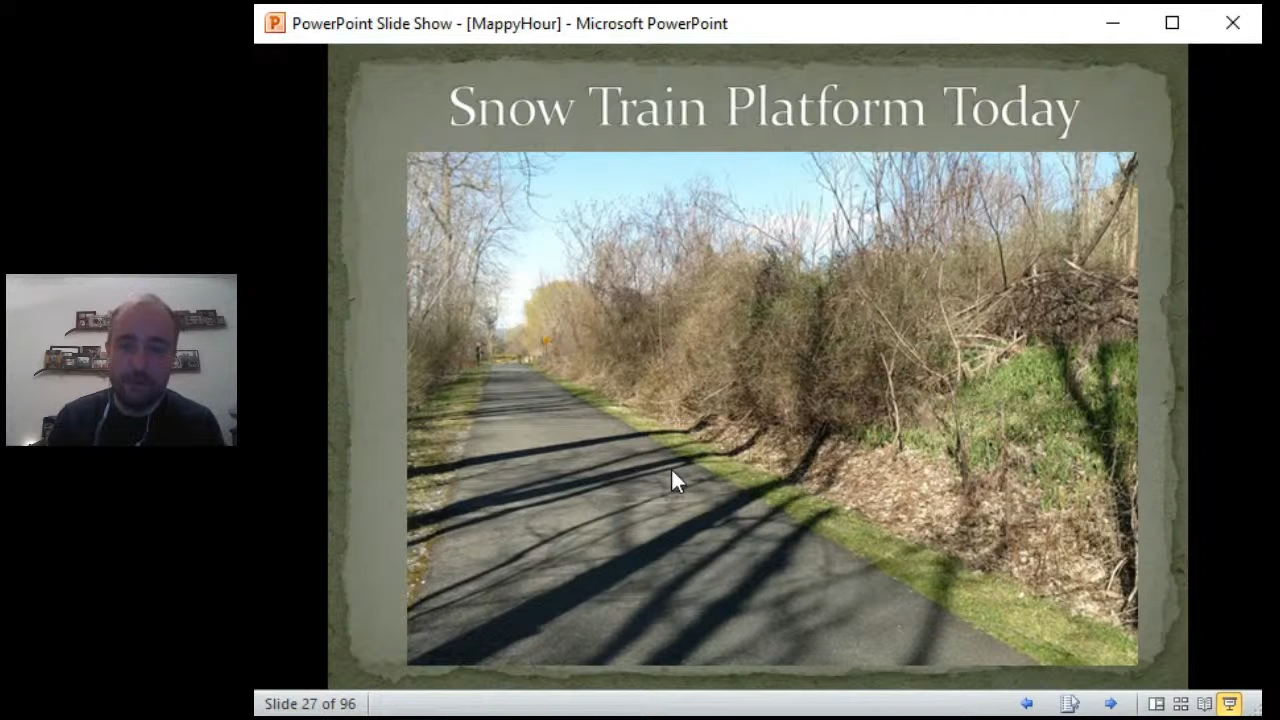 PowerPoint Slide Show - [MappyHour] - Microsoft PowerPoint
Snow Train Platform Today
Slide 27 of 96